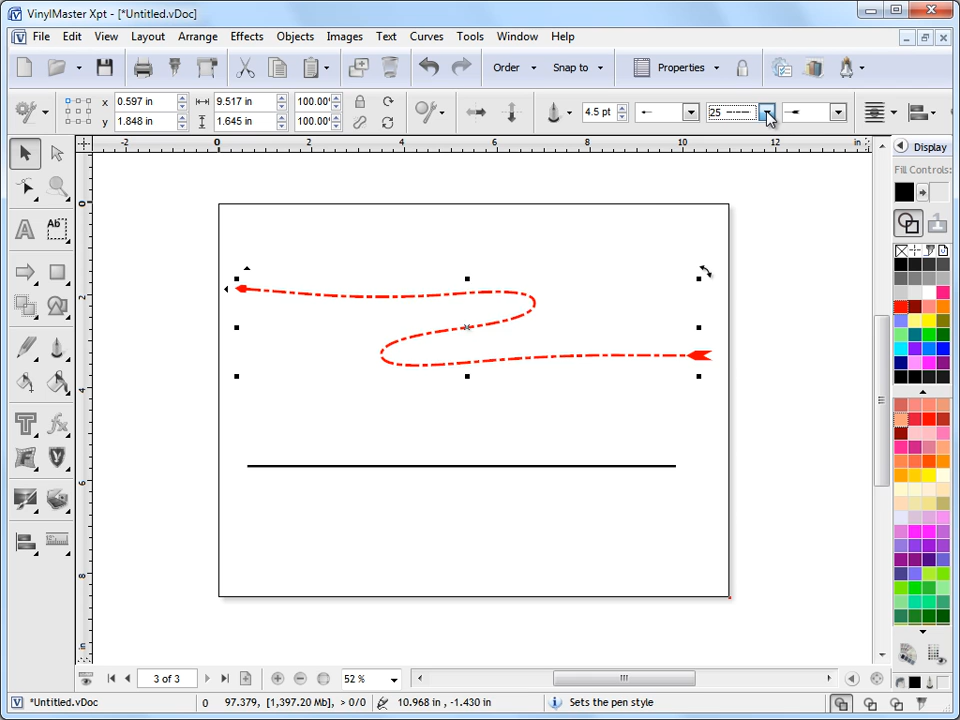 VinylMaster Xpt - [*Untitled.vDoc]
File Edit View Layout Arrange Effects Objects Images Text Curves Tools Window Help
Order Snap to Properties
x 0.597 in 9.517 in 100.00 4.5 pt 25
y 1.848 in 1.645 in 100.00
-2 0 2 4 6 8 10 12 in
Display
Fill Controls:
Ab
0
2
4
6
8
3 of 3 52 %
*Untitled.vDoc 0 97.379, [1,397.20 Mb], > 0/0 10.968 in , -1.430 in Sets the pen style